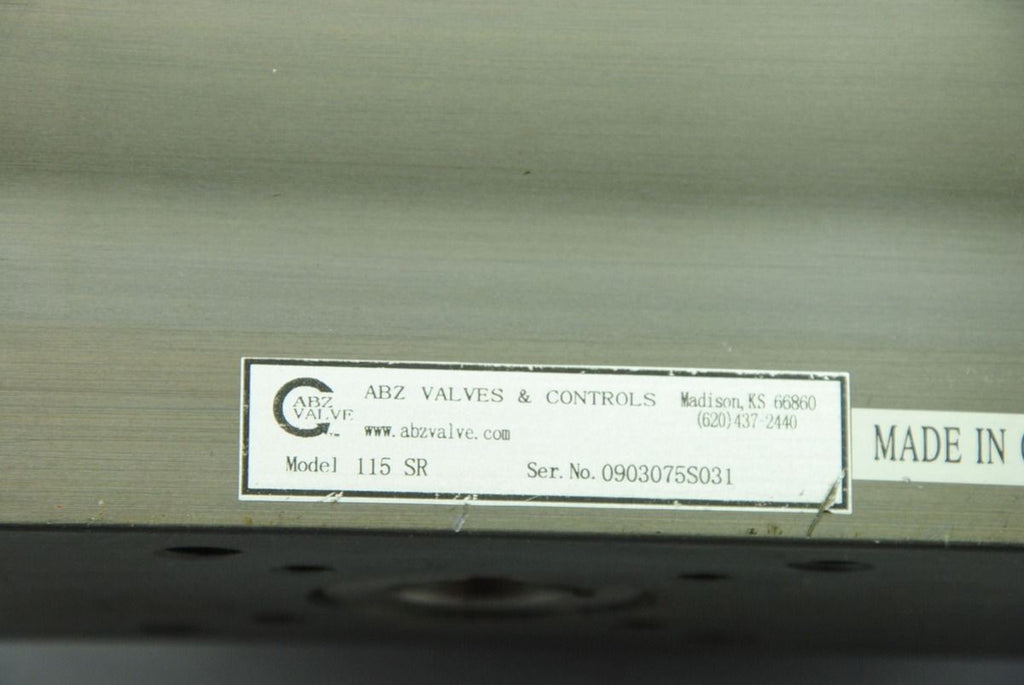 ABZ VALVE
ABZ VALVES & CONTROLS
Madison, KS 66860
(620)437-2440
www.abzvalve.com
Model 115 SR
Ser. No. 0903075S031
MADE IN